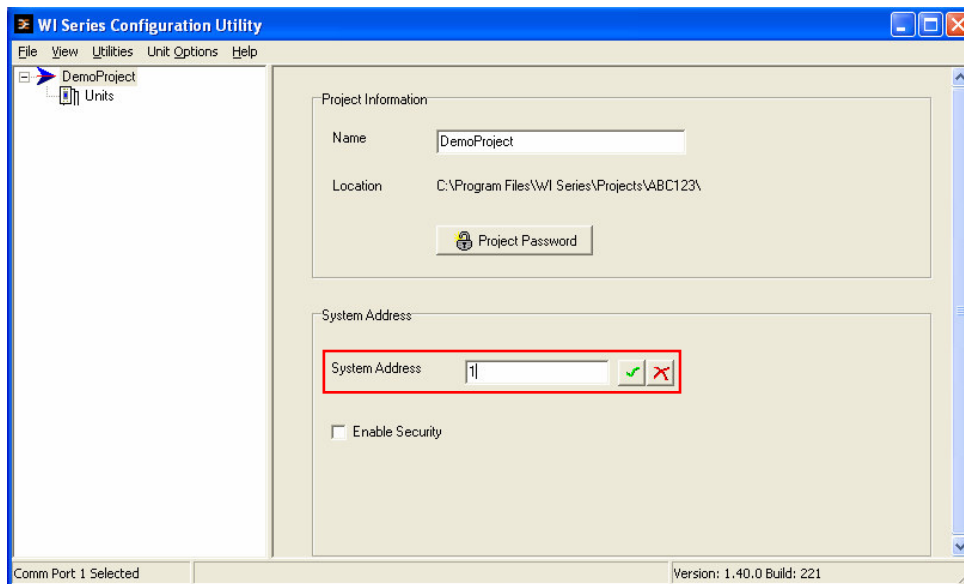 WI Series Configuration Utility
File View Utilities Unit Options Help
DemoProject
Units
Project Information
Name DemoProject
Location C:\Program Files\WI Series\Projects\ABC123\
Project Password
System Address
System Address 1
Enable Security
Comm Port 1 Selected Version: 1.40.0 Build: 221